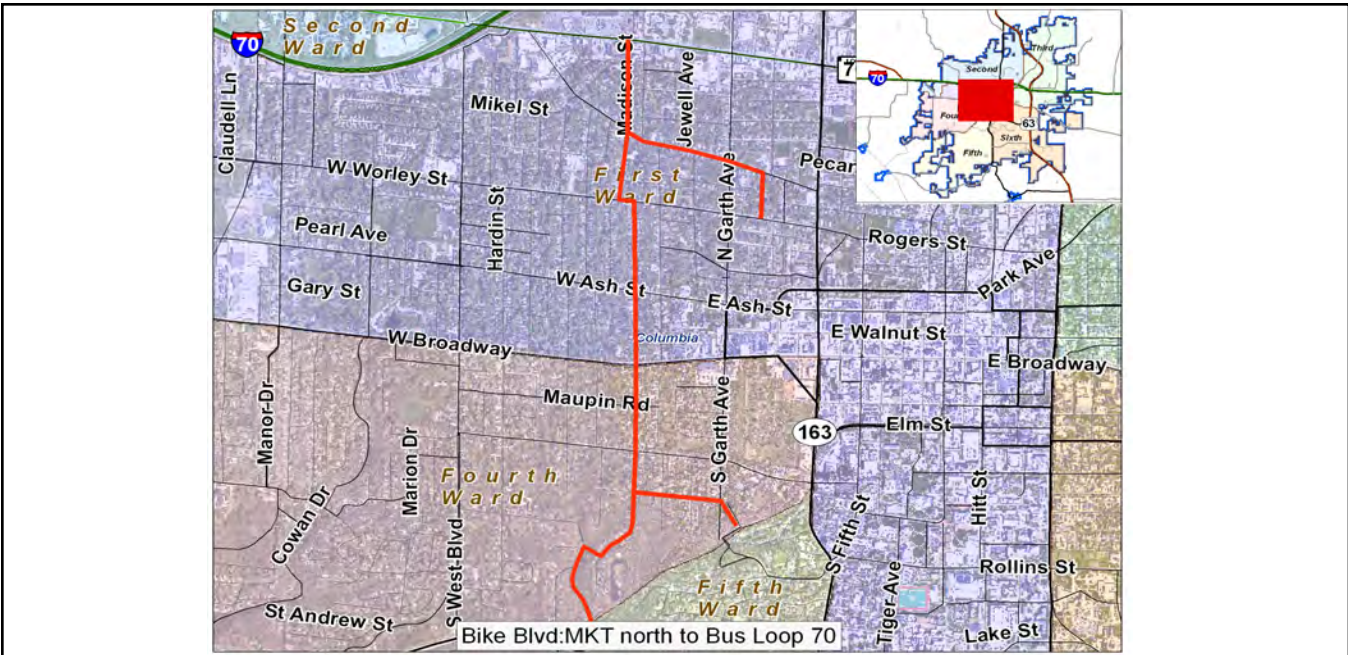 Second
Ward
70
Claudell Ln
Mikel St
Madison St
Jewell Ave
7
Third
Second
70
Fou
63
Sixth
Fifth
W Worley St
First
Ward
N Garth Ave
Pecar
Hardin St
Pearl Ave
Rogers St
Park Ave
Gary St
W Ash St
E Ash St
E Walnut St
W Broadway
Columbia
E Broadway
Manor Dr
Maupin Rd
S Garth Ave
163
Elm St
Marion Dr
Fourth
Ward
Cowan Dr
S West Blvd
Hitt St
S Fifth St
Rollins St
Fifth
Ward
Tiger Ave
St Andrew St
Lake St
Bike Blvd:MKT north to Bus Loop 70